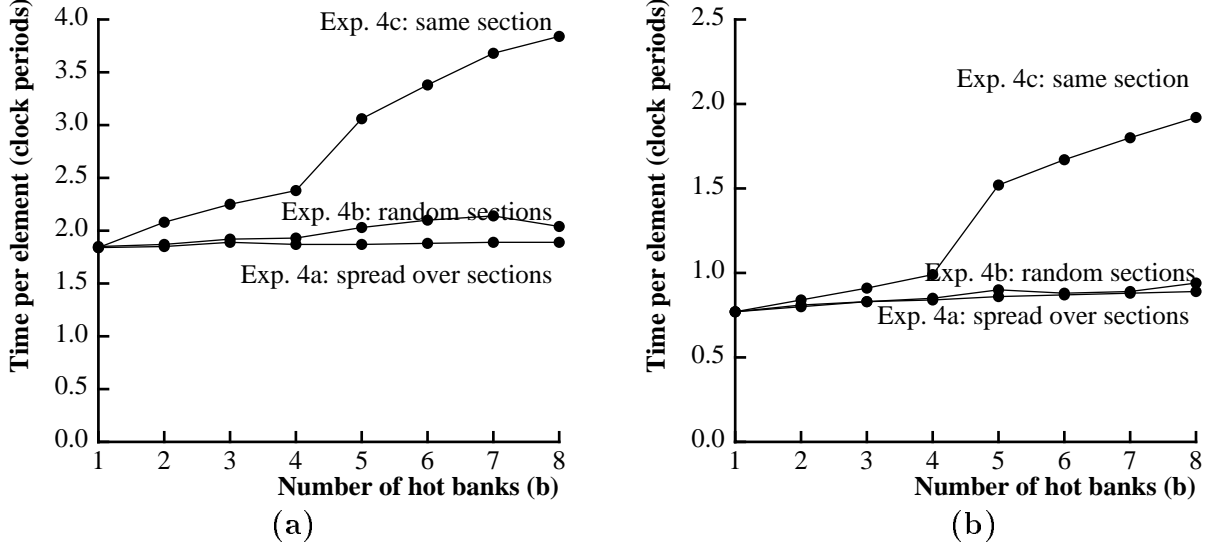 Time per element (clock periods)
4.0
3.5
3.0
2.5
2.0
1.5
1.0
0.5
0.0
Exp. 4c: same section
Exp. 4b: random sections
Exp. 4a: spread over sections
1 2 3 4 5 6 7 8
Number of hot banks (b)
(a)
Time per element (clock periods)
2.5
2.0
1.5
1.0
0.5
0.0
Exp. 4c: same section
Exp. 4b: random sections
Exp. 4a: spread over sections
1 2 3 4 5 6 7 8
Number of hot banks (b)
(b)